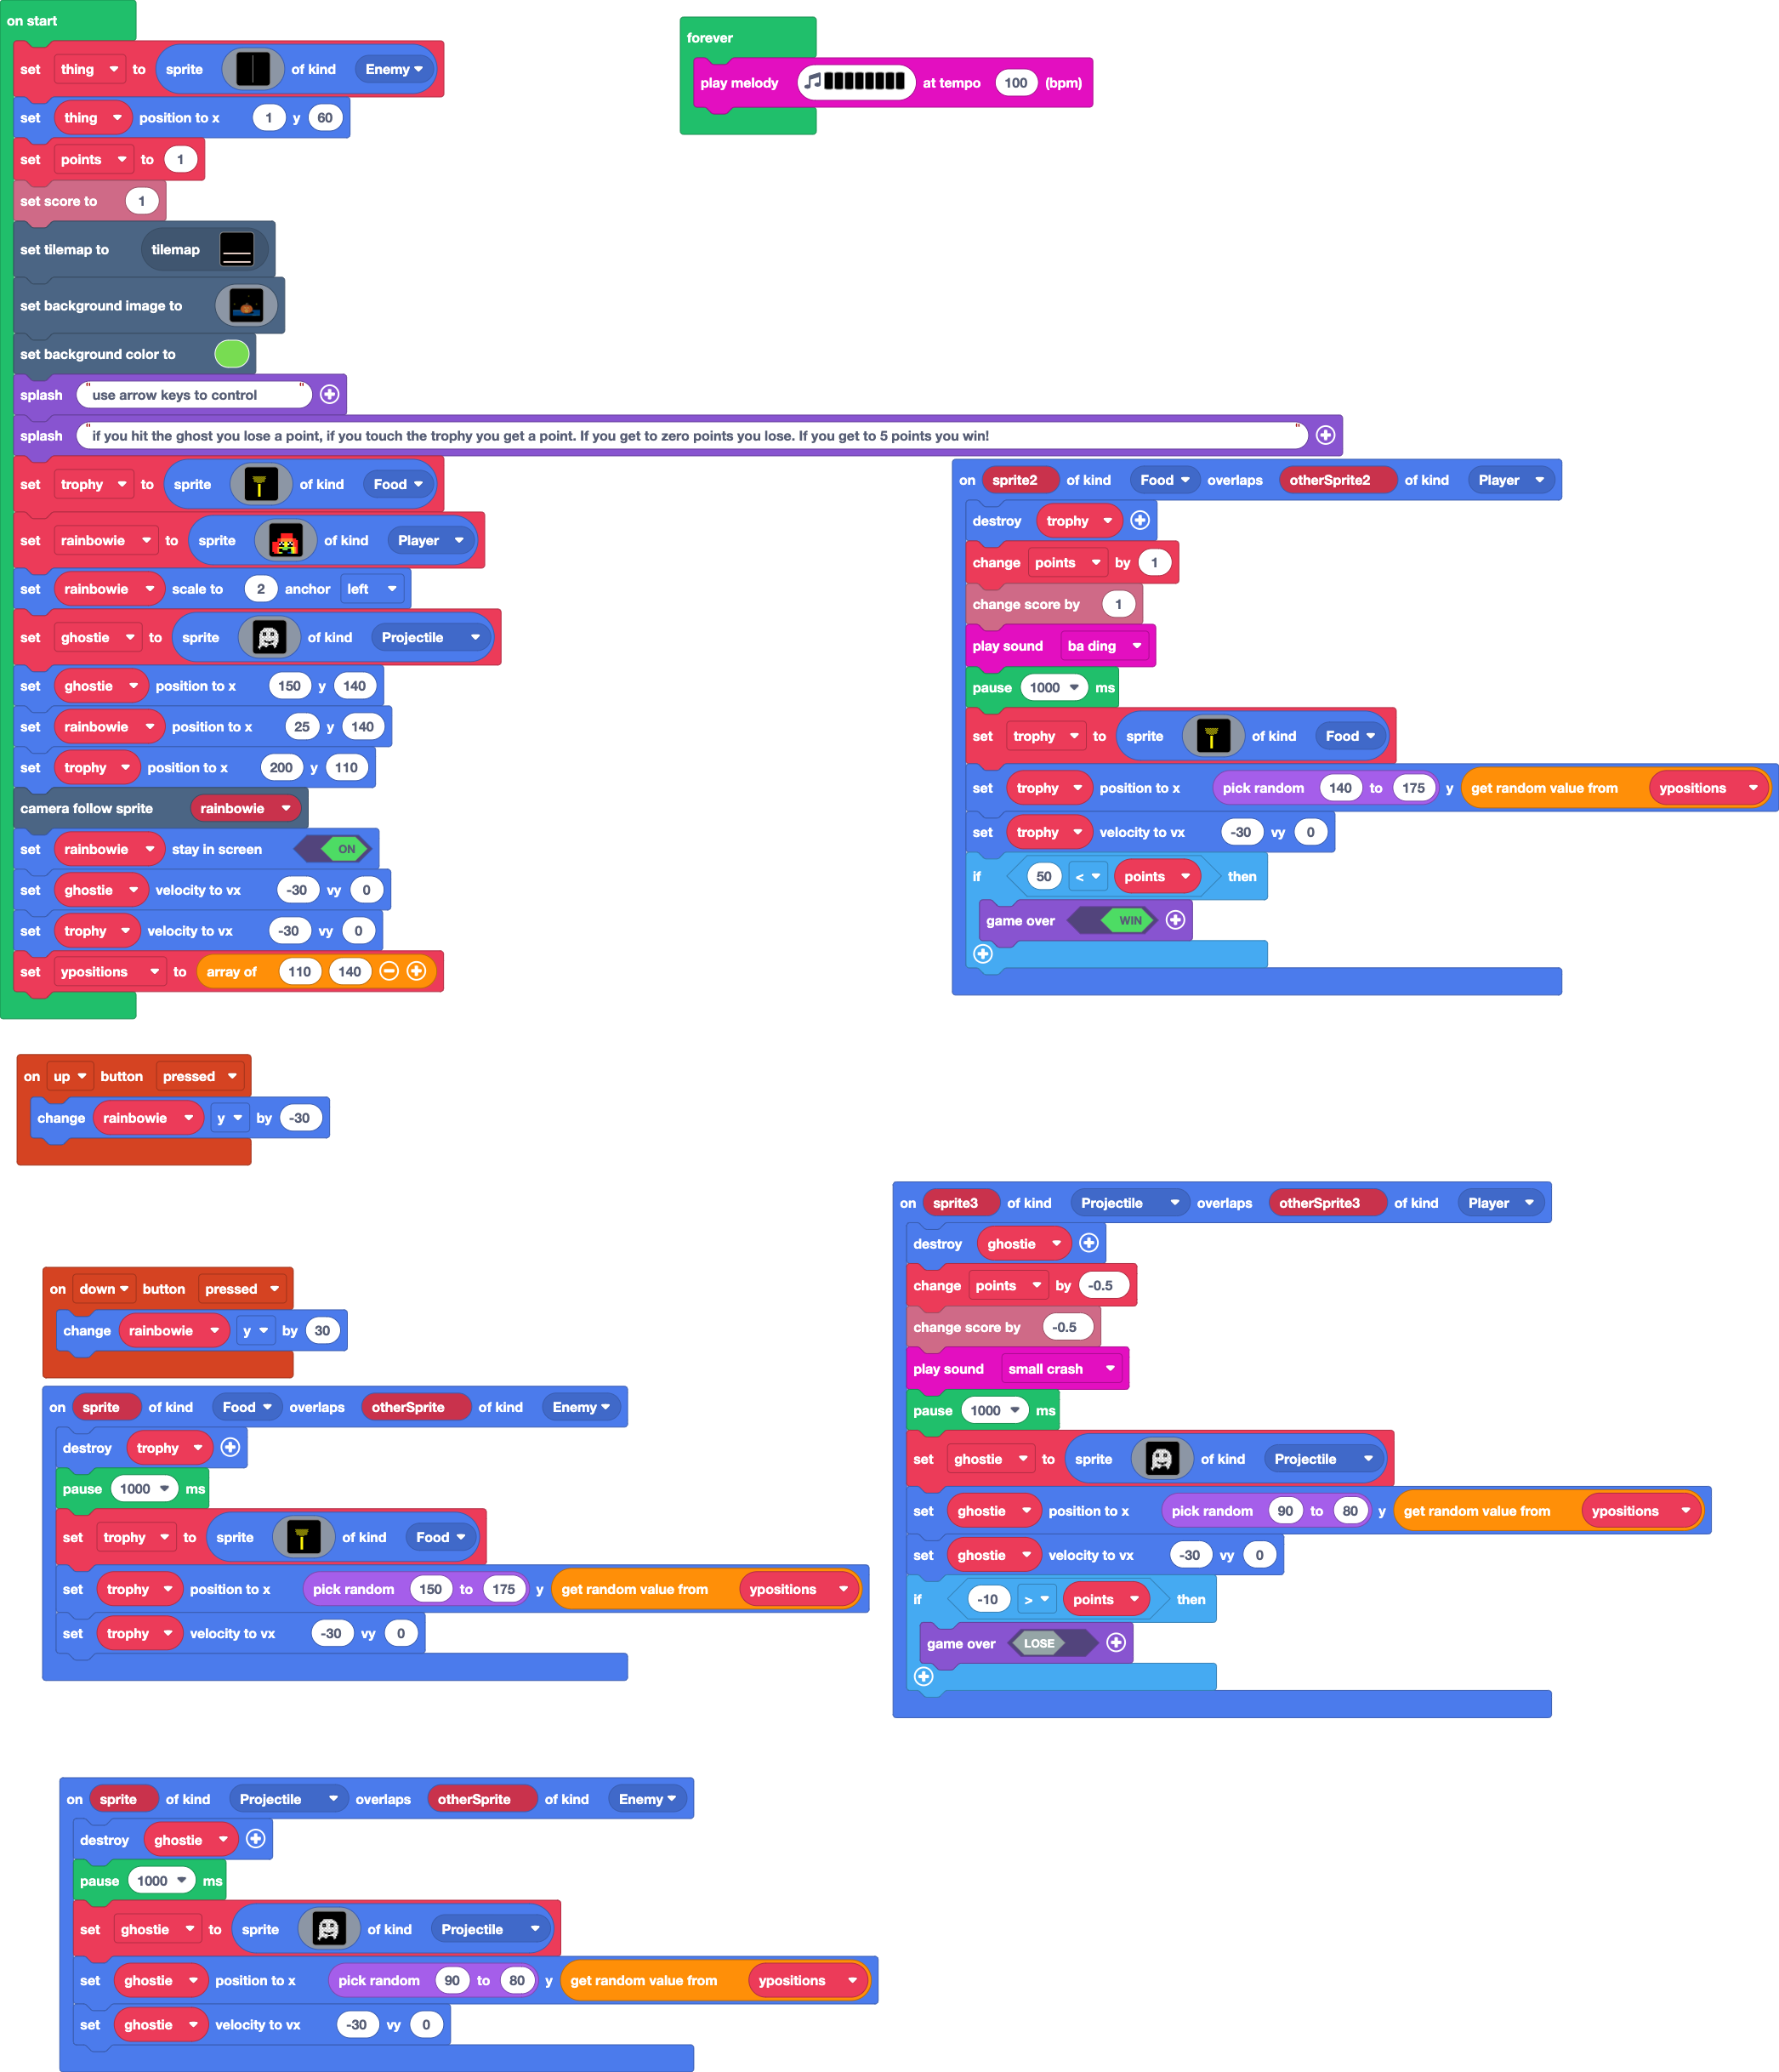 on start
set thing to sprite of kind Enemy
set thing position to x 1 y 60
set points to 1
set score to 1
set tilemap to tilemap
set background image to
set background color to
splash " use arrow keys to control "
splash " if you hit the ghost you lose a point, if you touch the trophy you get a point. If you get to zero points you lose. If you get to 5 points you win! "
set trophy to sprite of kind Food
set rainbowie to sprite of kind Player
set rainbowie scale to 2 anchor left
set ghostie to sprite of kind Projectile
set ghostie position to x 150 y 140
set rainbowie position to x 25 y 140
set trophy position to x 200 y 110
camera follow sprite rainbowie
set rainbowie stay in screen ON
set ghostie velocity to vx -30 vy 0
set trophy velocity to vx -30 vy 0
set ypositions to array of 110 140
forever
play melody at tempo 100 (bpm)
on sprite2 of kind Food overlaps otherSprite2 of kind Player
destroy trophy
change points by 1
change score by 1
play sound ba ding
pause 1000 ms
set trophy to sprite of kind Food
set trophy position to x pick random 140 to 175 y get random value from ypositions
set trophy velocity to vx -30 vy 0
if 50 < points then
game over WIN
on up button pressed
change rainbowie y by -30
on down button pressed
change rainbowie y by 30
on sprite of kind Food overlaps otherSprite of kind Enemy
destroy trophy
pause 1000 ms
set trophy to sprite of kind Food
set trophy position to x pick random 150 to 175 y get random value from ypositions
set trophy velocity to vx -30 vy 0
on sprite3 of kind Projectile overlaps otherSprite3 of kind Player
destroy ghostie
change points by -0.5
change score by -0.5
play sound small crash
pause 1000 ms
set ghostie to sprite of kind Projectile
set ghostie position to x pick random 90 to 80 y get random value from ypositions
set ghostie velocity to vx -30 vy 0
if -10 > points then
game over LOSE
on sprite of kind Projectile overlaps otherSprite of kind Enemy
destroy ghostie
pause 1000 ms
set ghostie to sprite of kind Projectile
set ghostie position to x pick random 90 to 80 y get random value from ypositions
set ghostie velocity to vx -30 vy 0